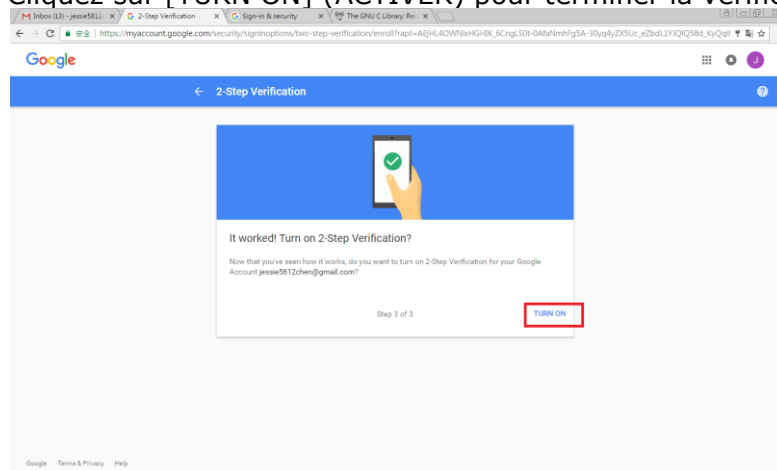 Cliquez sur [TURN ON] (ACTIVER) pour terminer la vérifi
Inbox (13) - jessie5812 G 2-Step Verification G Sign-in & security The GNU C Library: Re
安全 | https://myaccount.google.com/security/signinoptions/two-step-verification/enroll?rapt=
Google
J
2-Step Verification
It worked! Turn on 2-Step Verification?
Now that you've seen how it works, do you want to turn on 2-Step Verification for your Google
Account jessie5812chen@gmail.com?
Step 3 of 3 TURN ON
Google Terms & Privacy Help